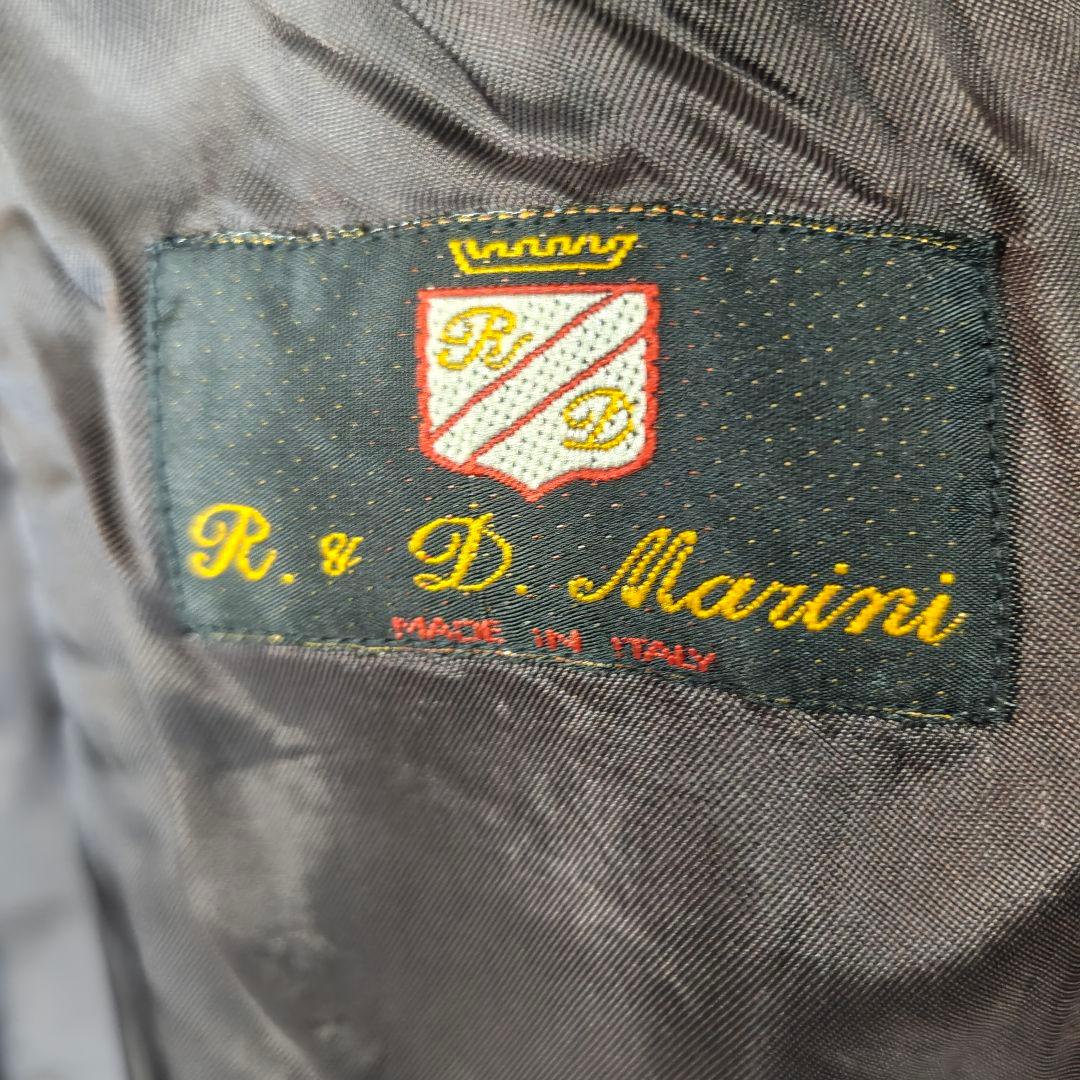 R
D
R. & D. Marini
MADE IN ITALY